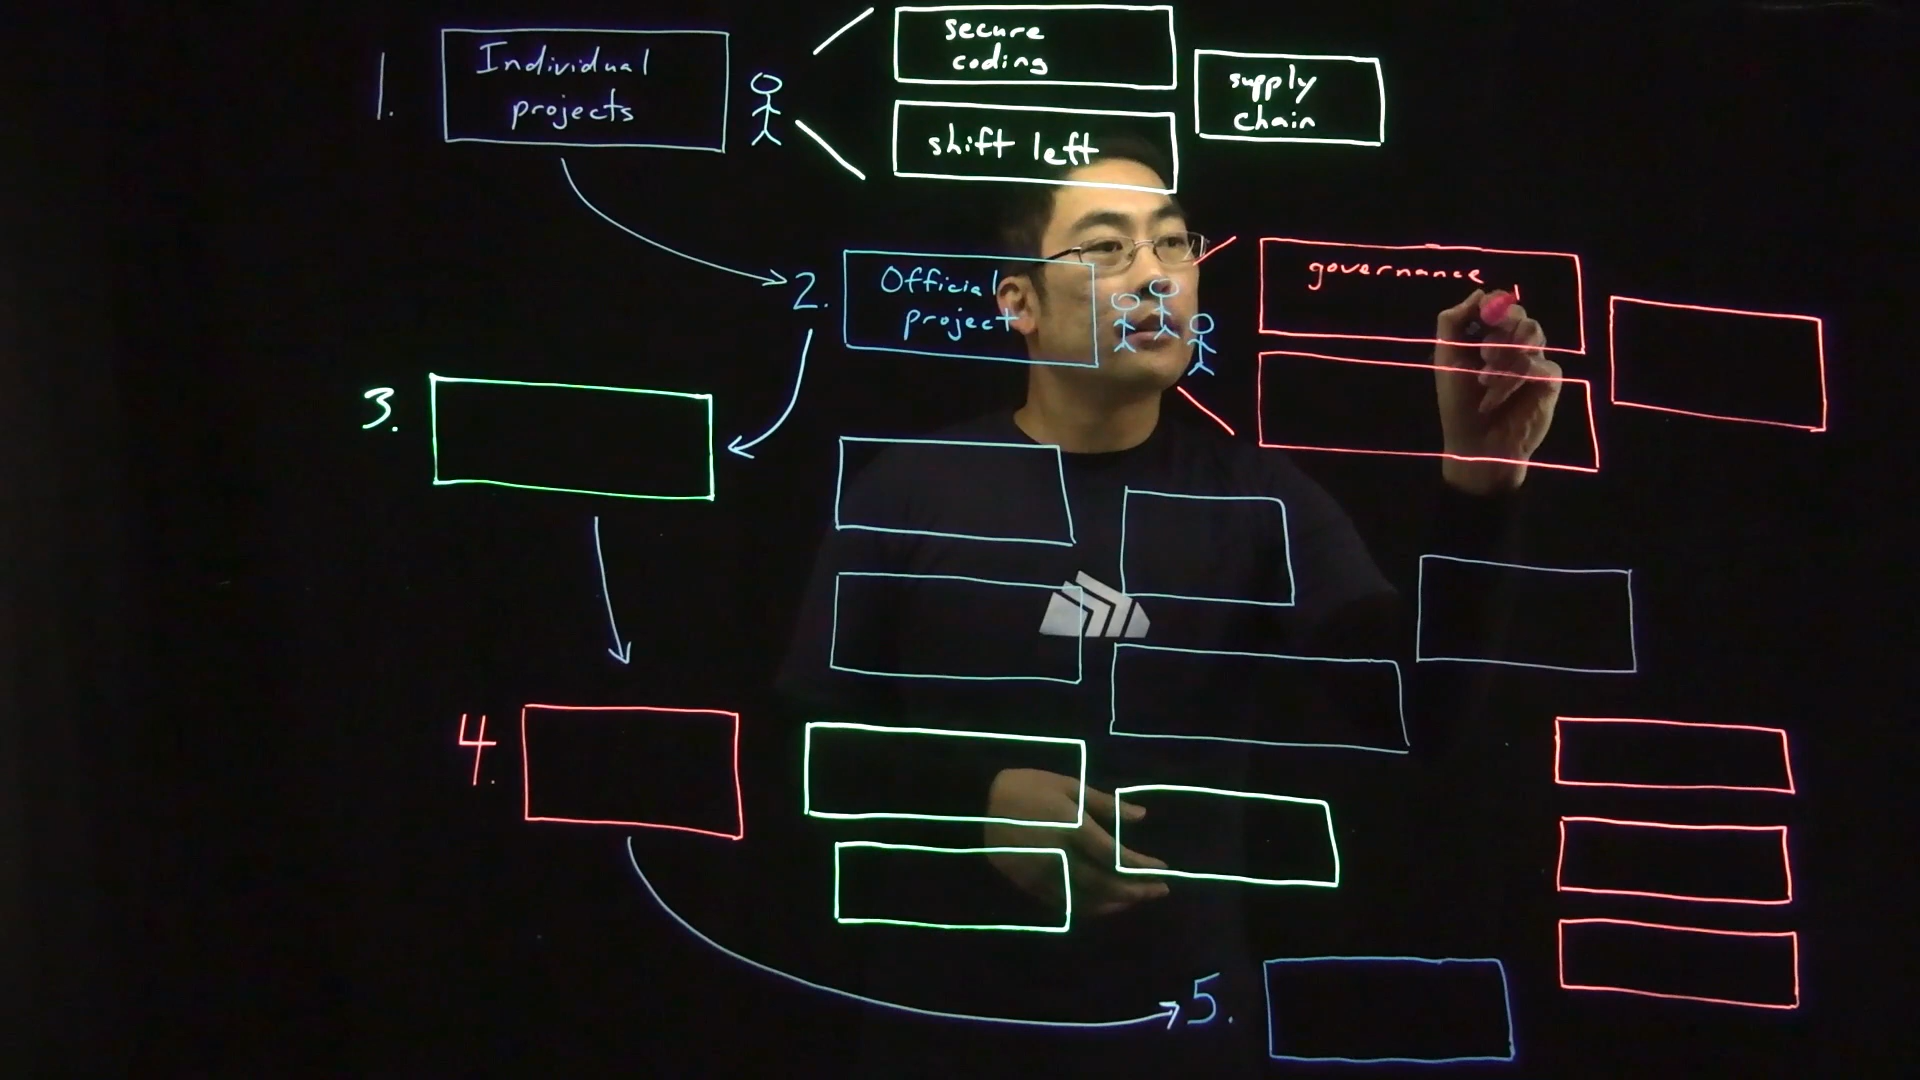 1.
Individual
projects
secure
coding
shift left
supply
chain
2.
Official
project
governance
3.
4.
5.